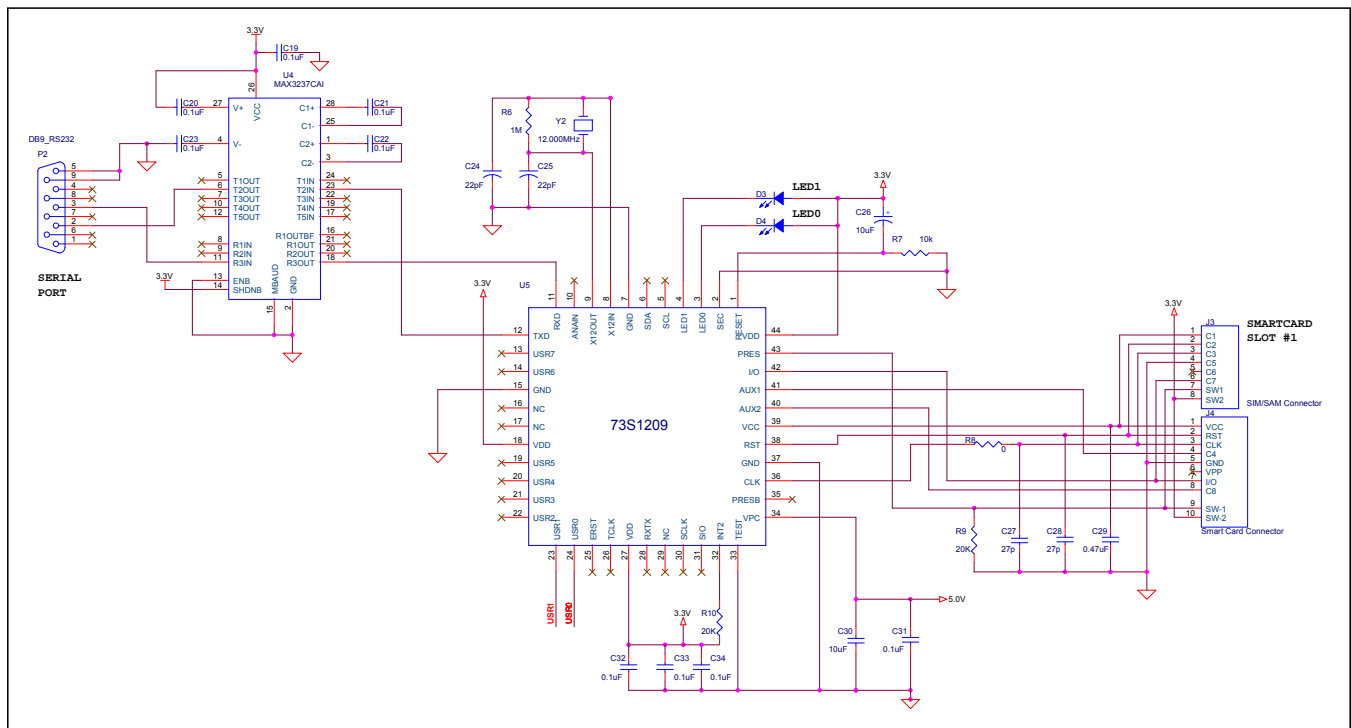 3.3V
C19
0.1uF
U4
MAX3237CAI
26
VCC
C20
0.1uF
27 V+
C1+ 28
C21
0.1uF
C1- 25
C23
0.1uF
4 V-
C2+ 1
C22
0.1uF
C2- 3
DB9_RS232
P2
5
9
4
8
3
7
2
6
1
5 T1OUT
6 T2OUT
7 T3OUT
10 T4OUT
12 T5OUT
T1IN 24
T2IN 23
T3IN 22
T4IN 19
T5IN 17
8 R1IN
9 R2IN
11 R3IN
R1OUTBF 16
R1OUT 21
R2OUT 20
R3OUT 18
SERIAL
PORT
3.3V
13 ENB
14 SHDNB
MBAUD
GND
15
2
R6
1M
Y2
12.000MHz
C24
22pF
C25
22pF
D3
LED1
D4
LED0
3.3V
C26
+
10uF
R7
10k
3.3V
U5
11
10
9
8
7
6
5
4
3
2
1
RXD
ANAIN
X12OUT
X12IN
GND
SDA
SCL
LED1
LED0
SEC
RESET
12 TXD
13 USR7
14 USR6
15 GND
16 NC
17 NC
18 VDD
19 USR5
20 USR4
21 USR3
22 USR2
73S1209
VDD 44
PRES 43
I/O 42
AUX1 41
AUX2 40
VCC 39
RST 38
GND 37
CLK 36
PRESB 35
VPC 34
USR1
USR0
ERST
TCLK
VDD
RXTX
NC
SCLK
SIO
INT2
TEST
23
24
25
26
27
28
29
30
31
32
33
USR1
USR0
3.3V
R10
20K
C32
0.1uF
C33
0.1uF
C34
0.1uF
C30
10uF
C31
0.1uF
5.0V
R8
0
R9
20K
C27
27p
C28
27p
C29
0.47uF
3.3V
J3
1 C1
2 C2
3 C3
4 C5
5 C6
6 C7
7 SW1
8 SW2
SMARTCARD
SLOT #1
SIM/SAM Connector
J4
1 VCC
2 RST
3 CLK
4 C4
5 GND
6 VPP
7 I/O
8 C8
9 SW-1
10 SW-2
Smart Card Connector